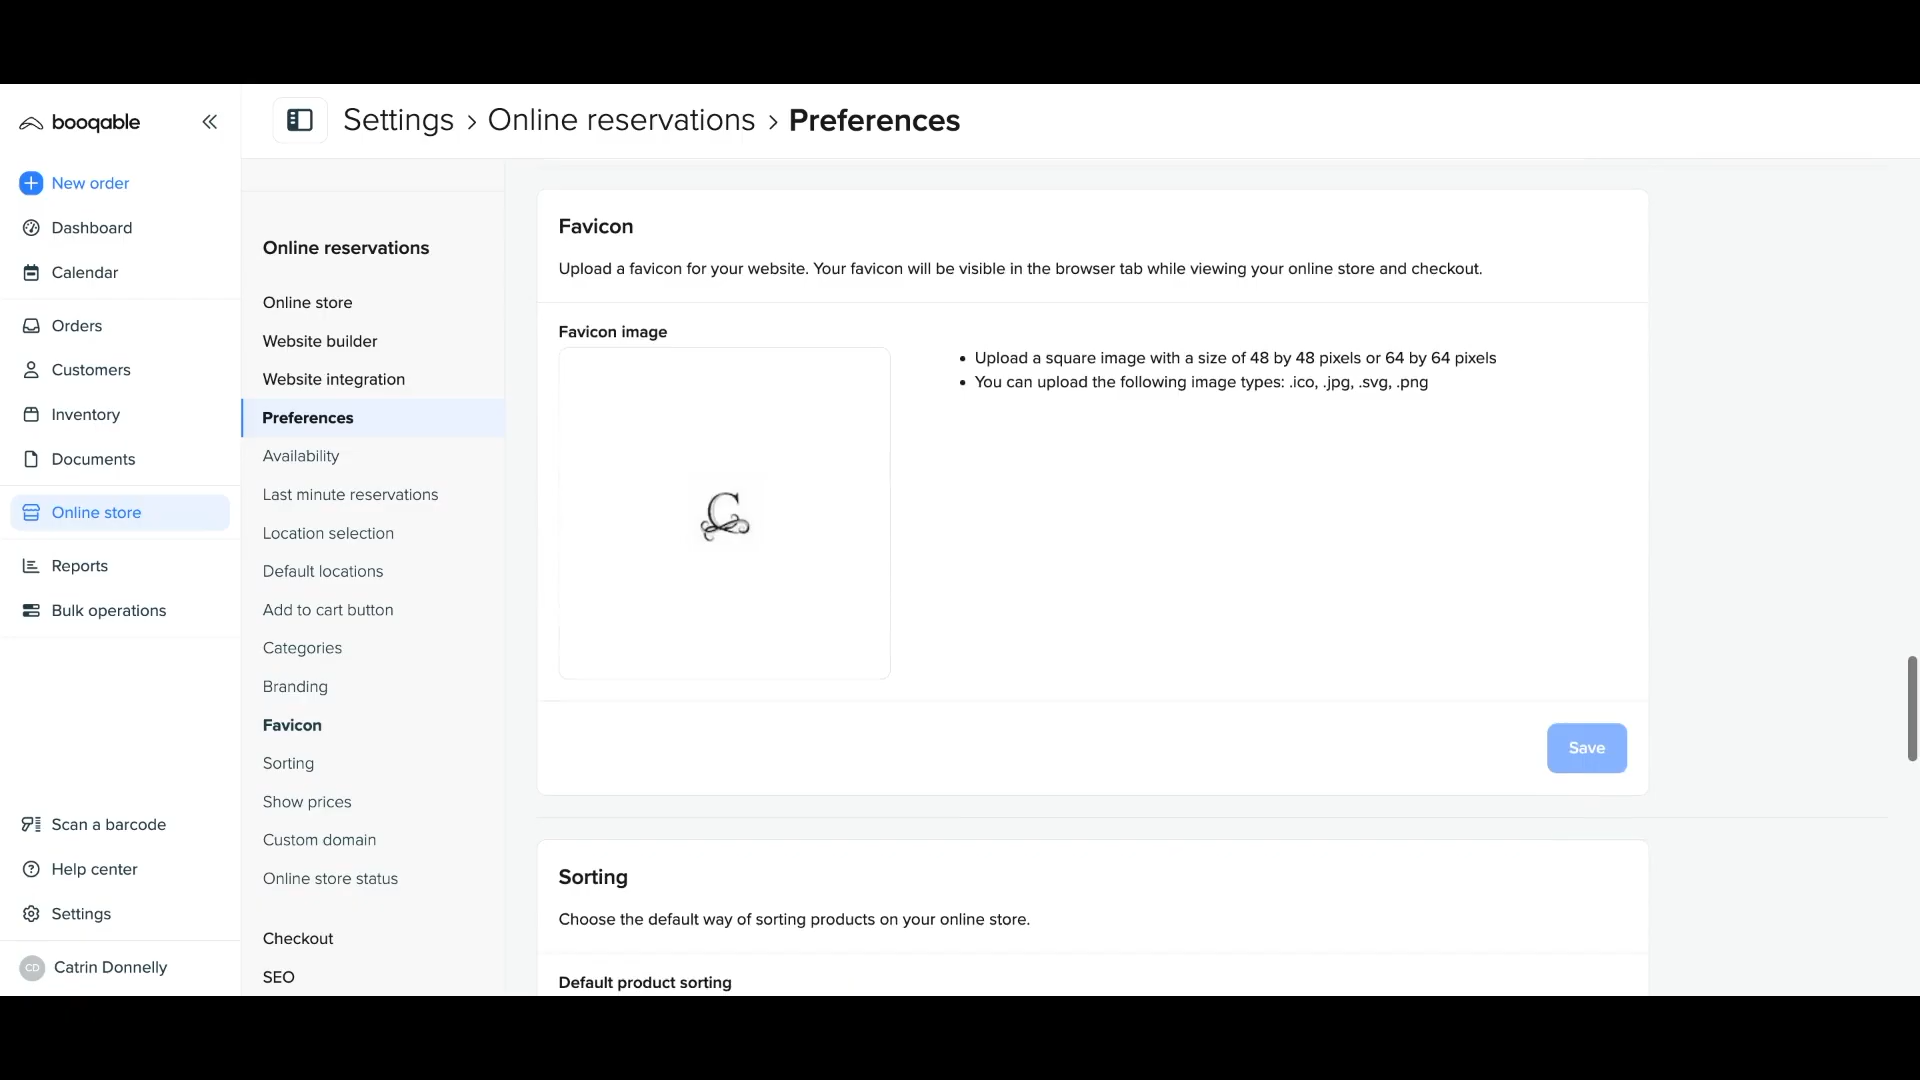 booqable
Settings > Online reservations > Preferences
New order
Dashboard
Calendar
Orders
Customers
Inventory
Documents
Online store
Reports
Bulk operations
Scan a barcode
Help center
Settings
CD Catrin Donnelly
Online reservations
Online store
Website builder
Website integration
Preferences
Availability
Last minute reservations
Location selection
Default locations
Add to cart button
Categories
Branding
Favicon
Sorting
Show prices
Custom domain
Online store status
Checkout
SEO
Favicon
Upload a favicon for your website. Your favicon will be visible in the browser tab while viewing your online store and checkout.
Favicon image
C
• Upload a square image with a size of 48 by 48 pixels or 64 by 64 pixels
• You can upload the following image types: .ico, .jpg, .svg, .png
Save
Sorting
Choose the default way of sorting products on your online store.
Default product sorting